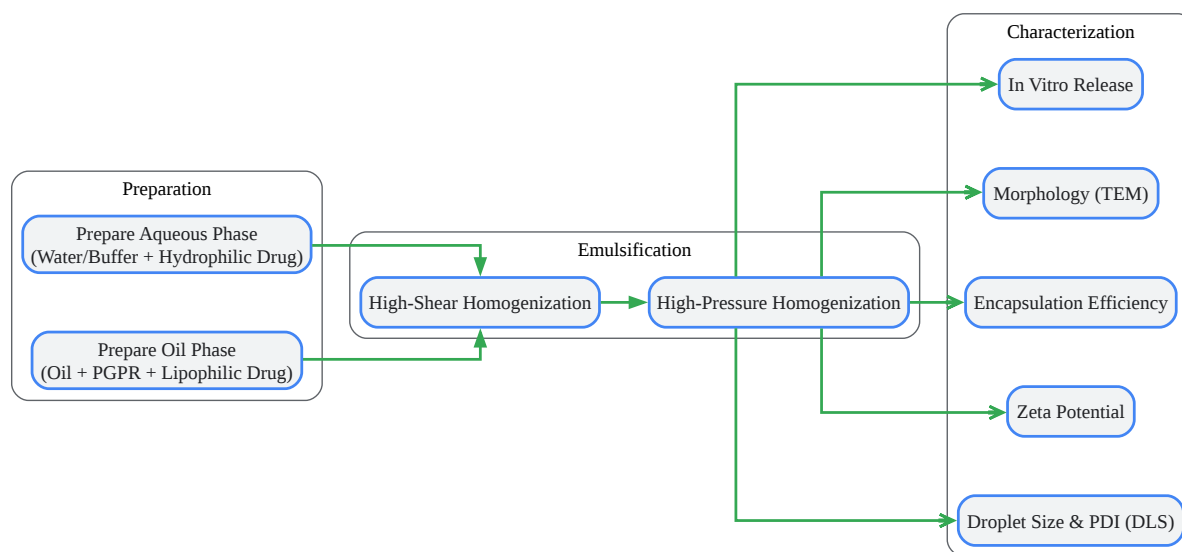 Preparation
Prepare Aqueous Phase
(Water/Buffer + Hydrophilic Drug)
Prepare Oil Phase
(Oil + PGPR + Lipophilic Drug)
Emulsification
High-Shear Homogenization
High-Pressure Homogenization
Characterization
In Vitro Release
Morphology (TEM)
Encapsulation Efficiency
Zeta Potential
Droplet Size & PDI (DLS)